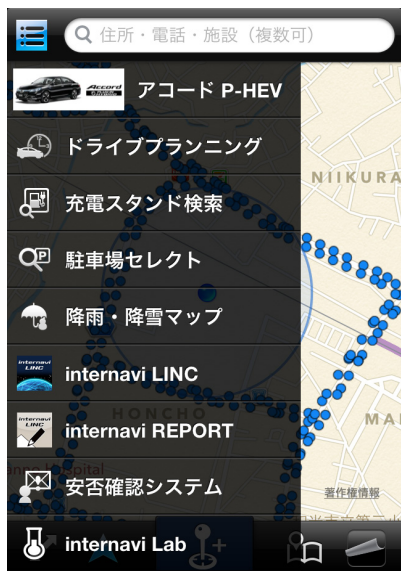 住所・電話・施設（複数可）
Accord
アコード P-HEV
ドライブプランニング
NIIKURA
充電スタンド検索
駐車場セレクト
降雨・降雪マップ
internavi LINC
internavi LINC
HONCHO
internavi LINC
internavi REPORT
MA
hospital
安否確認システム
著作権情報
internavi Lab